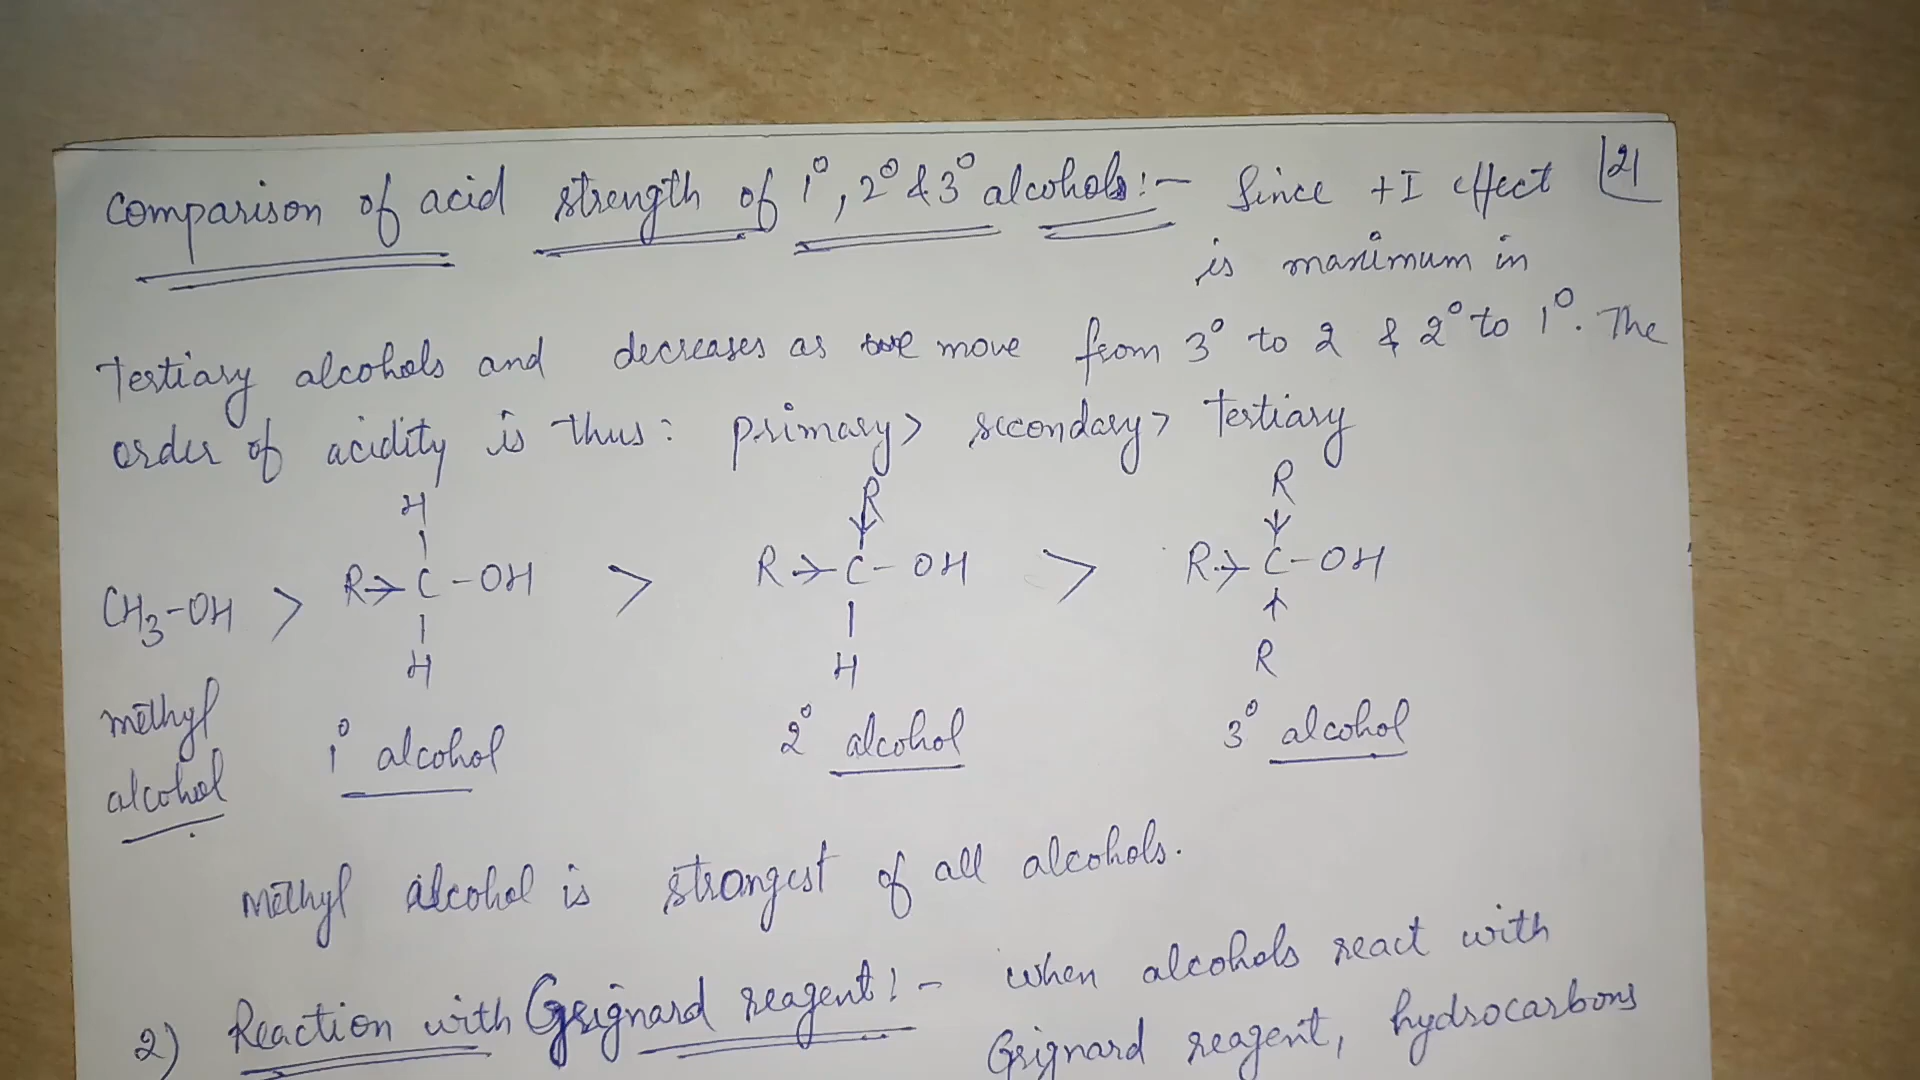 Comparison of acid strength of 1°, 2° & 3° alcohols:- Since +I effect 21
is maximum in
Tertiary alcohols and decreases as we move from 3° to 2 & 2° to 1°. The
order of acidity is thus: primary > secondary > Tertiary
H R R
CH3-OH > R→C-OH > R→C-OH > R→C-OH
H H R
methyl alcohol 1° alcohol 2° alcohol 3° alcohol
Methyl alcohol is strongest of all alcohols.
2) Reaction with Grignard reagent:- when alcohols react with
Grignard reagent, hydrocarbons